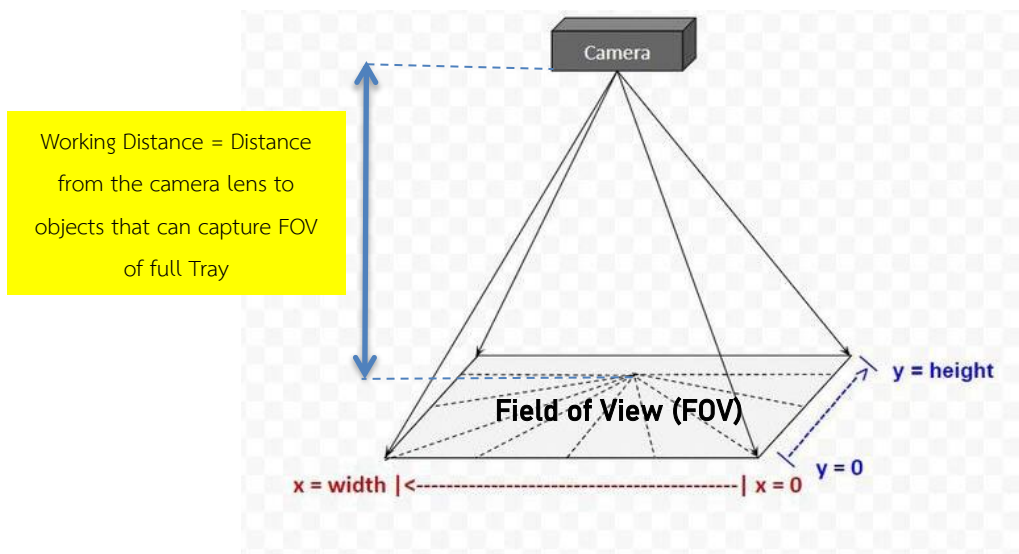 Camera
Working Distance = Distance
from the camera lens to
objects that can capture FOV
of full Tray
y = height
Field of View (FOV)
y = 0
x = width |<-----------------------------------| x = 0